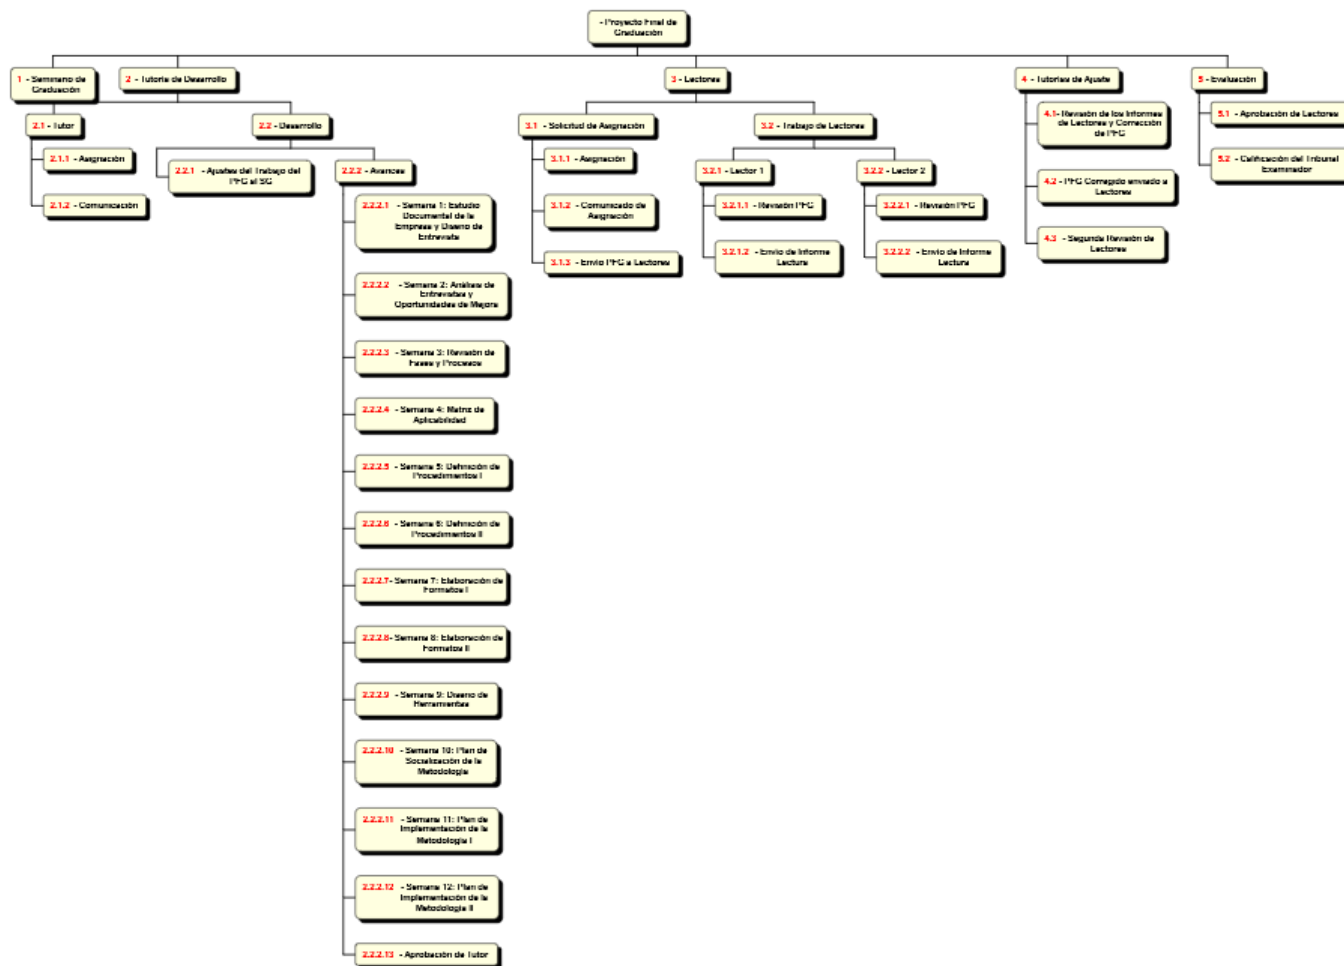 - Proyecto Final de
Graduación
1 - Seminario de
Graduación
2 - Tutoría de Desarrollo
3 - Lectores
4 - Tutorías de Ajuste
5 - Evaluación
2.1 - Tutor
2.1.1 - Asignación
2.1.2 - Comunicación
2.2 - Desarrollo
2.2.1 - Ajustes del Trabajo del
PFG al SG
2.2.2 - Avances
2.2.2.1 - Semana 1: Estudio
Documental de la
Empresa y Diseno de
Entrevista
2.2.2.2 - Semana 2: Análisis de
Entrevistas y
Oportunidades de Mejora
2.2.2.3 - Semana 3: Revisión de
Fases y Procesos
2.2.2.4 - Semana 4: Matriz de
Aplicabilidad
2.2.2.5 - Semana 5: Definición de
Procedimientos I
2.2.2.6 - Semana 6: Definición de
Procedimientos II
2.2.2.7- Semana 7: Elaboración de
Formatos I
2.2.2.8- Semana 8: Elaboración de
Formatos II
2.2.2.9 - Semana 9: Diseno de
Herramientas
2.2.2.10 - Semana 10: Plan de
Socialización de la
Metodología
2.2.2.11 - Semana 11: Plan de
Implementación de la
Metodología I
2.2.2.12 - Semana 12: Plan de
Implementación de la
Metodología II
2.2.2.13 - Aprobación de Tutor
3.1 - Solicitud de Asignación
3.1.1 - Asignación
3.1.2 - Comunicado de
Asignación
3.1.3 - Envío PFG a Lectores
3.2 - Trabajo de Lectores
3.2.1 - Lector 1
3.2.1.1 - Revisión PFG
3.2.1.2 - Envío de Informe
Lectura
3.2.2 - Lector 2
3.2.2.1 - Revisión PFG
3.2.2.2 - Envío de Informe
Lectura
4.1- Revisión de los Informes
de Lectores y Corrección
de PFG
4.2 - PFG Corregido enviado a
Lectores
4.3 - Segunda Revisión de
Lectores
5.1 - Aprobación de Lectores
5.2 - Calificación del Tribunal
Examinador